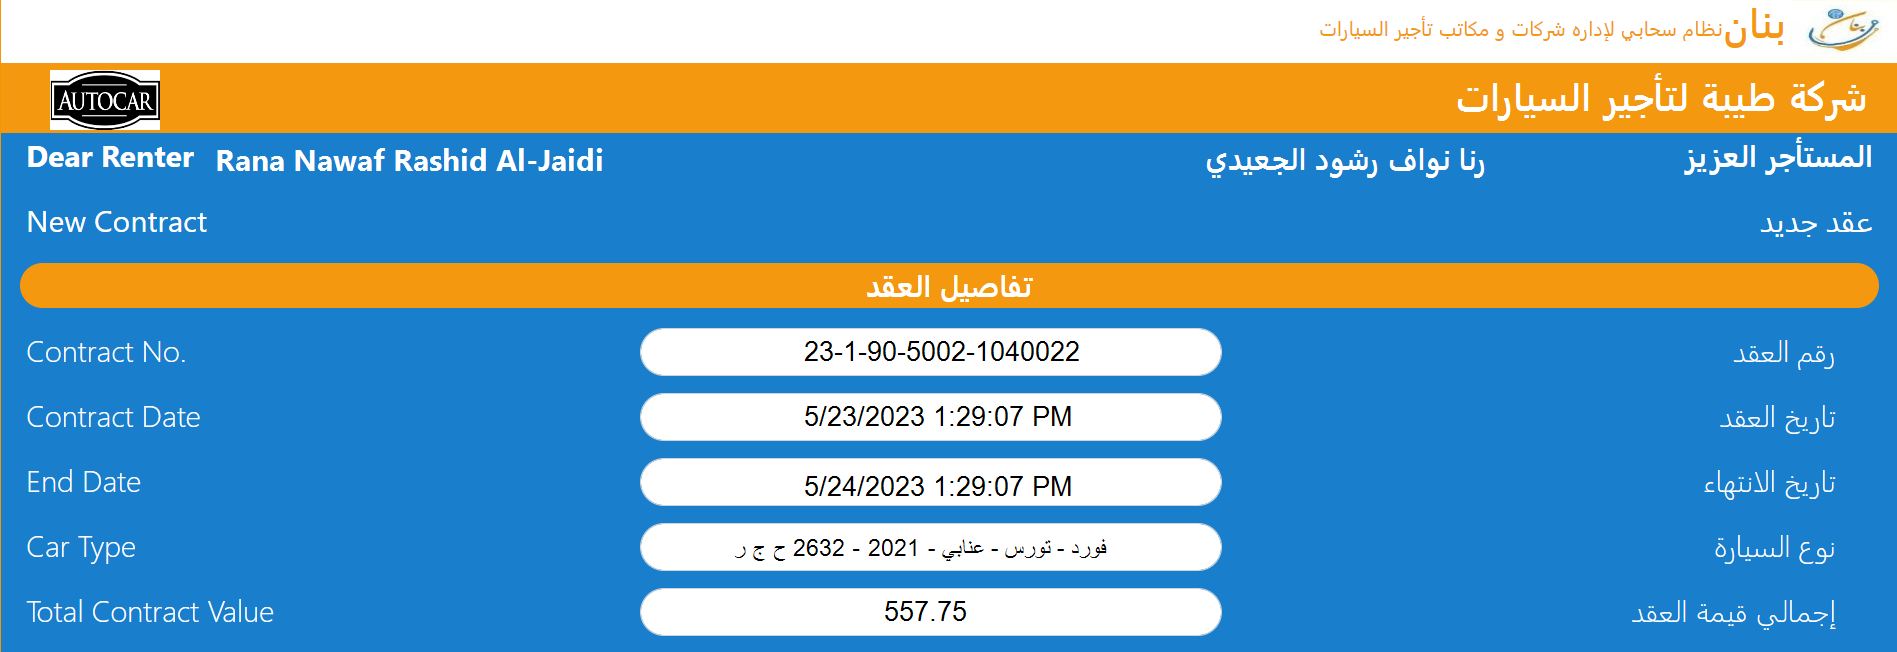 بنان نظام سحابي لإداره شركات و مكاتب تأجير السيارات
بنان
AUTOCAR
شركة طيبة لتأجير السيارات
Dear Renter Rana Nawaf Rashid Al-Jaidi رنا نواف رشود الجعيدي المستأجر العزيز
New Contract عقد جديد
تفاصيل العقد
Contract No. 23-1-90-5002-1040022 رقم العقد
Contract Date 5/23/2023 1:29:07 PM تاريخ العقد
End Date 5/24/2023 1:29:07 PM تاريخ الانتهاء
Car Type فورد - تورس - عنابي - 2021 - 2632 ح ج ر نوع السيارة
Total Contract Value 557.75 إجمالي قيمة العقد